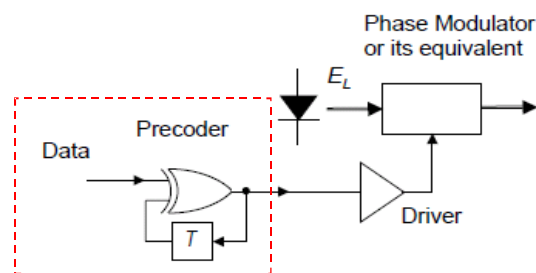 Phase Modulator
or its equivalent
E_L
Precoder
Data
T
Driver